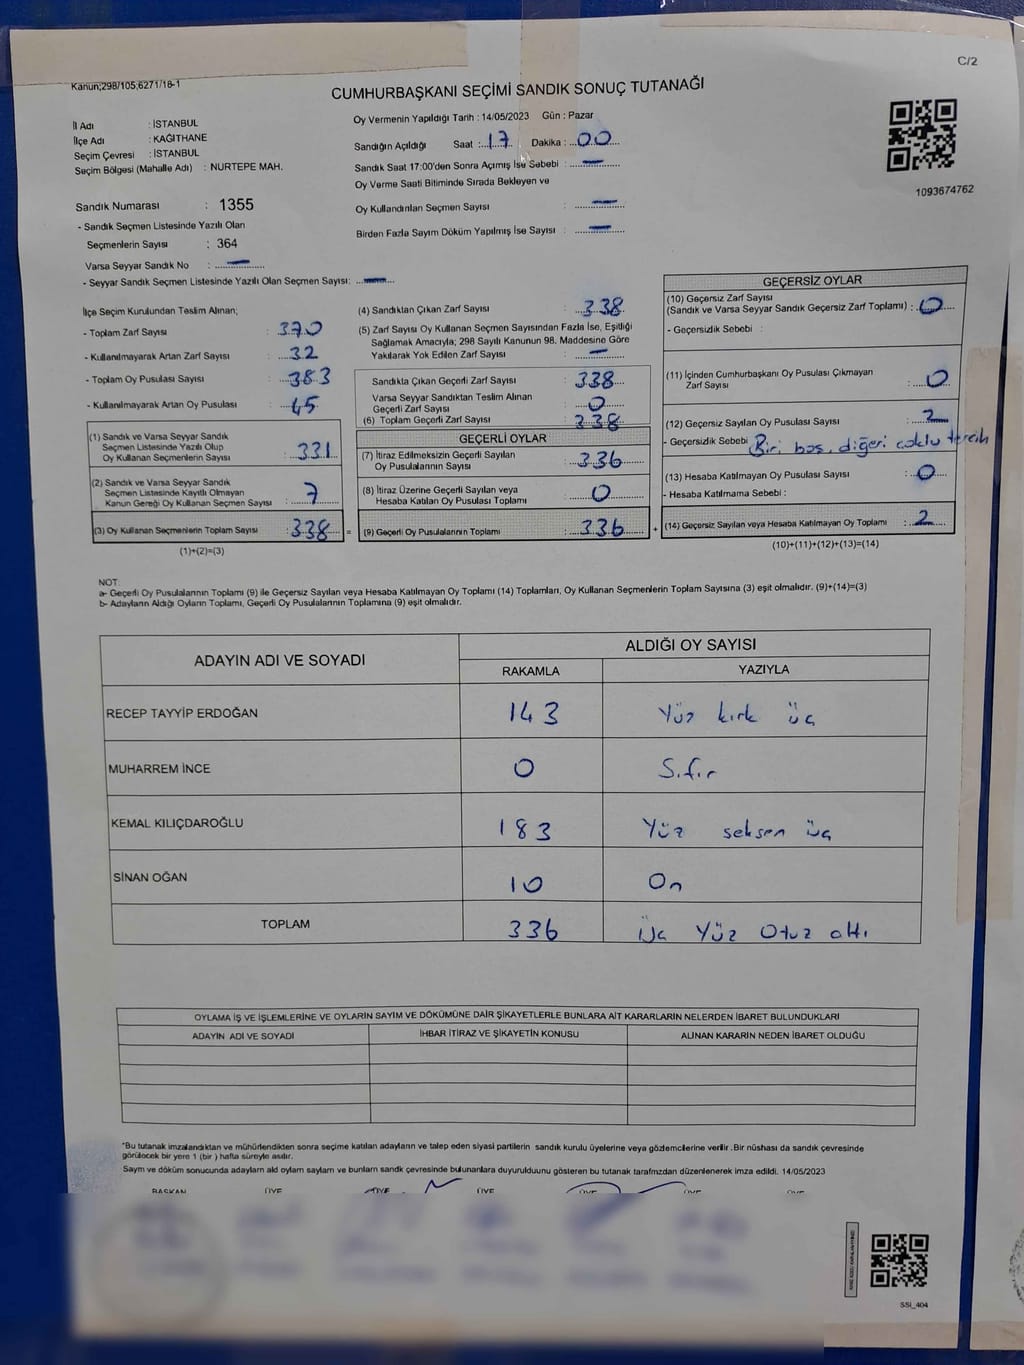 C/2
Kanun;298/105;6271/18-1
CUMHURBAŞKANI SEÇİMİ SANDIK SONUÇ TUTANAĞI
İl Adı : İSTANBUL
İlçe Adı : KAĞITHANE
Seçim Çevresi : İSTANBUL
Seçim Bölgesi (Mahalle Adı) : NURTEPE MAH.
Sandık Numarası : 1355
- Sandık Seçmen Listesinde Yazılı Olan
Seçmenlerin Sayısı : 364
Varsa Seyyar Sandık No : —
- Seyyar Sandık Seçmen Listesinde Yazılı Olan Seçmen Sayısı: —
Oy Vermenin Yapıldığı Tarih : 14/05/2023 Gün : Pazar
Sandığın Açıldığı Saat : 17 Dakika : 00
Sandık Saat 17:00'den Sonra Açımış İse Sebebi : —
Oy Verme Saati Bitiminde Sırada Bekleyen ve
Oy Kullandırılan Seçmen Sayısı : —
Birden Fazla Sayım Döküm Yapılmış İse Sayısı : —
1093674762
İlçe Seçim Kurulundan Teslim Alınan;
- Toplam Zarf Sayısı : 370
- Kullanılmayarak Artan Zarf Sayısı : 32
- Toplam Oy Pusulası Sayısı : 383
- Kullanılmayarak Artan Oy Pusulası : 45
(1) Sandık ve Varsa Seyyar Sandık
Seçmen Listesinde Yazılı Olup
Oy Kullanan Seçmenlerin Sayısı : 331
(2) Sandık ve Varsa Seyyar Sandık
Seçmen Listesinde Kayıtlı Olmayan
Kanun Gereği Oy Kullanan Seçmen Sayısı : 7
(3) Oy Kullanan Seçmenlerin Toplam Sayısı : 338 =
(1)+(2)=(3)
(4) Sandıktan Çıkan Zarf Sayısı : 338
(5) Zarf Sayısı Oy Kullanan Seçmen Sayısından Fazla İse, Eşitliği
Sağlamak Amacıyla; 298 Sayılı Kanunun 98. Maddesine Göre
Yakılarak Yok Edilen Zarf Sayısı : —
Sandıkta Çıkan Geçerli Zarf Sayısı : 338
Varsa Seyyar Sandıktan Teslim Alınan
Geçerli Zarf Sayısı : 0
(6) Toplam Geçerli Zarf Sayısı : 338
GEÇERLİ OYLAR
(7) İtiraz Edilmeksizin Geçerli Sayılan
Oy Pusulalarının Sayısı : 336
(8) İtiraz Üzerine Geçerli Sayılan veya
Hesaba Katılan Oy Pusulası Toplamı : 0
(9) Geçerli Oy Pusulalarının Toplamı : 336 +
GEÇERSİZ OYLAR
(10) Geçersiz Zarf Sayısı
(Sandık ve Varsa Seyyar Sandık Geçersiz Zarf Toplamı) : 0
- Geçersizlik Sebebi :
(11) İçinden Cumhurbaşkanı Oy Pusulası Çıkmayan
Zarf Sayısı : 0
(12) Geçersiz Sayılan Oy Pusulası Sayısı : 2
- Geçersizlik Sebebi Biri boş, diğeri çoklu tercih
(13) Hesaba Katılmayan Oy Pusulası Sayısı : 0
- Hesaba Katılmama Sebebi :
(14) Geçersiz Sayılan veya Hesaba Katılmayan Oy Toplamı : 2
(10)+(11)+(12)+(13)=(14)
NOT:
a- Geçerli Oy Pusulalarının Toplamı (9) ile Geçersiz Sayılan veya Hesaba Katılmayan Oy Toplamı (14) Toplamları, Oy Kullanan Seçmenlerin Toplam Sayısına (3) eşit olmalıdır. (9)+(14)=(3)
b- Adayların Aldığı Oyların Toplamı, Geçerli Oy Pusulalarının Toplamına (9) eşit olmalıdır.
ADAYIN ADI VE SOYADI ALDIĞI OY SAYISI
RAKAMLA YAZIYLA
RECEP TAYYİP ERDOĞAN 143 Yüz kırk üç
MUHARREM İNCE 0 Sıfır
KEMAL KILIÇDAROĞLU 183 Yüz seksen üç
SİNAN OĞAN 10 On
TOPLAM 336 Üç Yüz Otuz altı
OYLAMA İŞ VE İŞLEMLERİNE VE OYLARIN SAYIM VE DÖKÜMÜNE DAİR ŞİKAYETLERLE BUNLARA AİT KARARLARIN NELERDEN İBARET BULUNDUKLARI
ADAYIN ADI VE SOYADI İHBAR İTİRAZ VE ŞİKAYETİN KONUSU ALINAN KARARIN NEDEN İBARET OLDUĞU
*Bu tutanak imzalandıktan ve mühürlendikten sonra seçime katılan adayların ve talep eden siyasi partilerin sandık kurulu üyelerine veya gözlemcilerine verilir. Bir nüshası da sandık çevresinde
görülecek bir yere 1 (bir) hafta süreyle asılır.
Sayım ve döküm sonucunda adayların ald oyların sayların ve bunların sandk çevresinde bulunanlara duyurulduunu gösteren bu tutanak tarafmzdan düzenlenerek imza edildi. 14/05/2023
BAŞKAN ÜYE ÜYE ÜYE ÜYE ÜYE ÜYE
SSİ_404